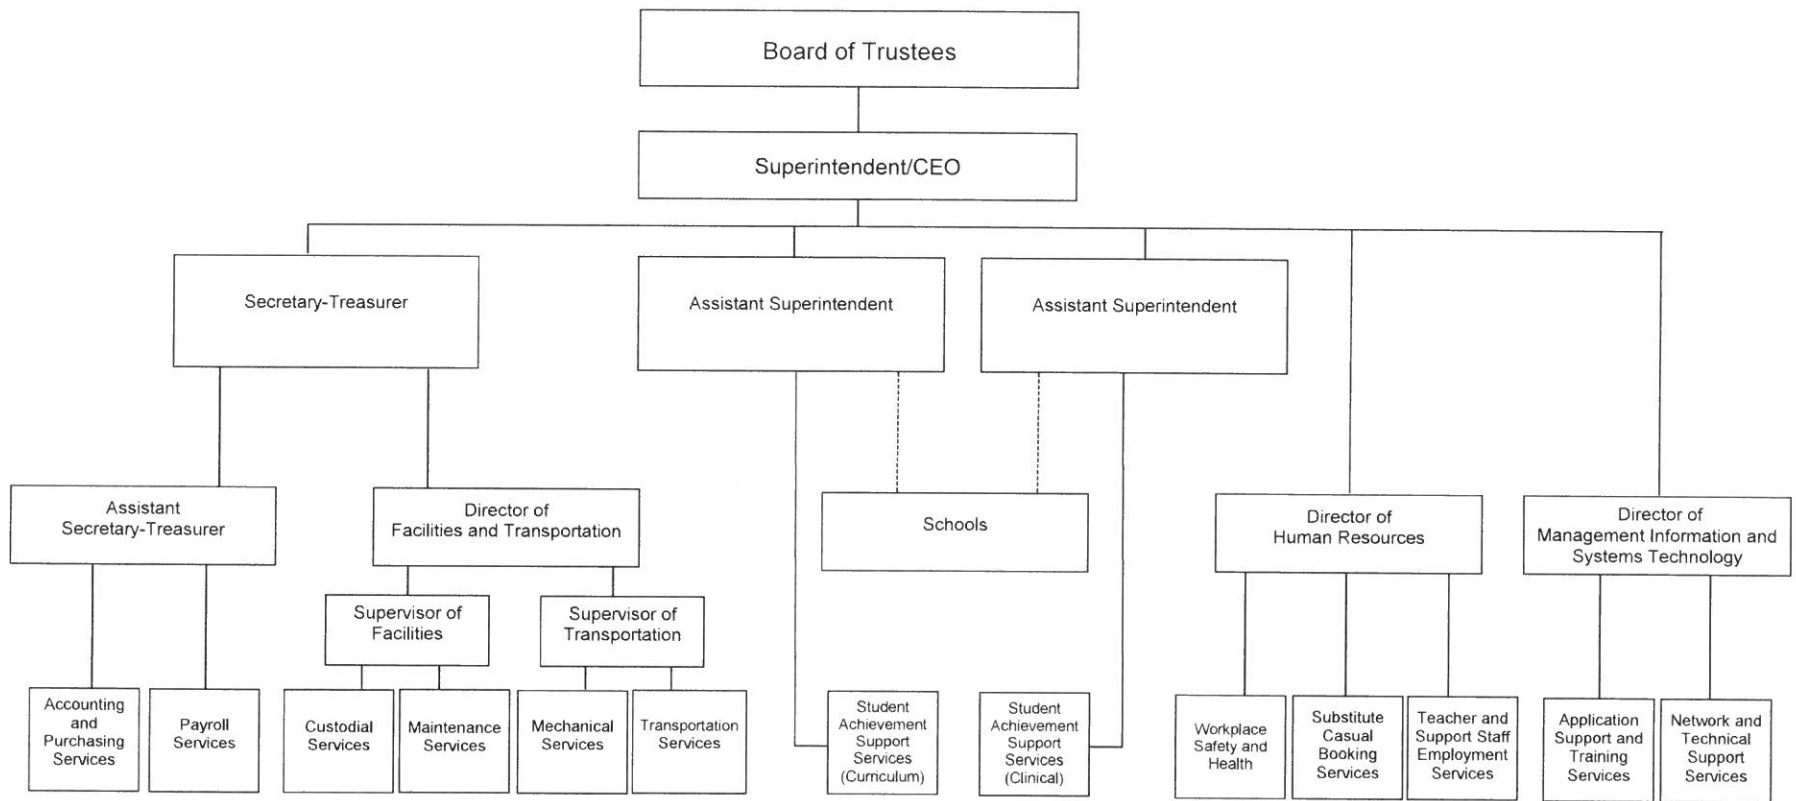 Board of Trustees
Superintendent/CEO
Secretary-Treasurer
Assistant Superintendent
Assistant Superintendent
Assistant
Secretary-Treasurer
Director of
Facilities and Transportation
Schools
Director of
Human Resources
Director of
Management Information and
Systems Technology
Supervisor of
Facilities
Supervisor of
Transportation
Accounting
and
Purchasing
Services
Payroll
Services
Custodial
Services
Maintenance
Services
Mechanical
Services
Transportation
Services
Student
Achievement
Support
Services
(Curriculum)
Student
Achievement
Support
Services
(Clinical)
Workplace
Safety and
Health
Substitute
Casual
Booking
Services
Teacher and
Support Staff
Employment
Services
Application
Support and
Training
Services
Network and
Technical
Support
Services